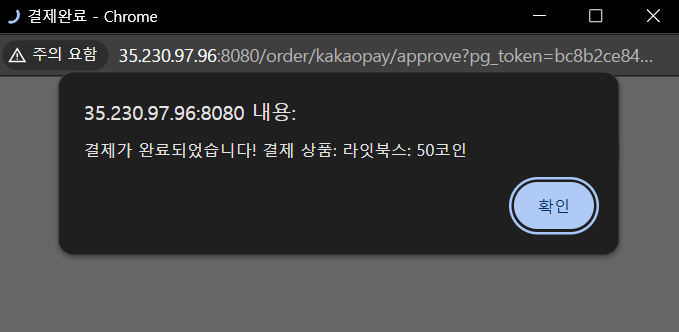 결제완료 - Chrome
주의 요함 35.230.97.96:8080/order/kakaopay/approve?pg_token=bc8b2ce84...
35.230.97.96:8080 내용:
결제가 완료되었습니다! 결제 상품: 라잇북스: 50코인
확인